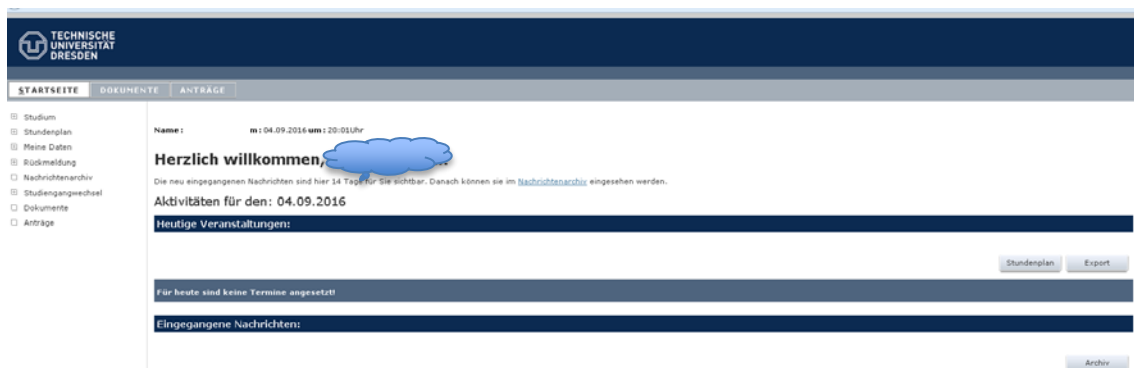 TECHNISCHE
UNIVERSITÄT
DRESDEN
STARTSEITE DOKUMENTE ANTRÄGE
Studium
Stundenplan
Meine Daten
Rückmeldung
Nachrichtenarchiv
Studiengangwechsel
Dokumente
Anträge
Name: m: 04.09.2016 um: 20:01Uhr
Herzlich willkommen,
Die neu eingegangenen Nachrichten sind hier 14 Tage für Sie sichtbar. Danach können sie im Nachrichtenarchiv eingesehen werden.
Aktivitäten für den: 04.09.2016
Heutige Veranstaltungen:
Stundenplan Export
Für heute sind keine Termine angesetzt!
Eingegangene Nachrichten:
Archiv